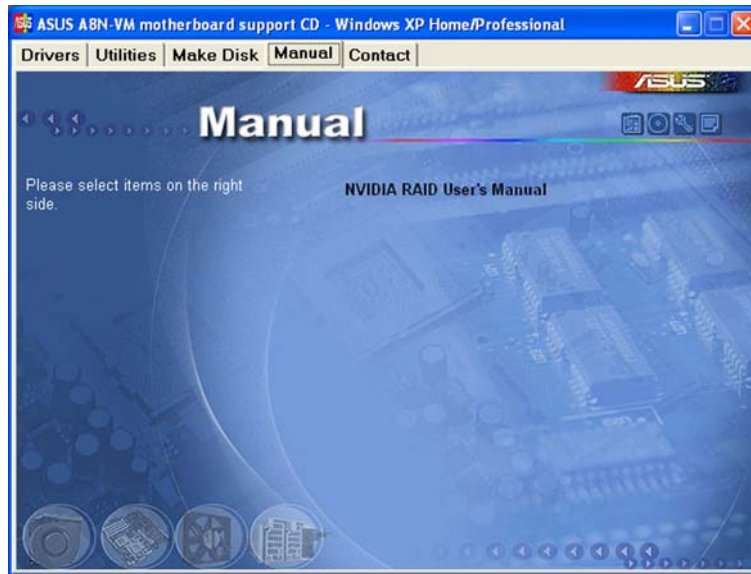 ASUS A8N-VM motherboard support CD - Windows XP Home/Professional
Drivers Utilities Make Disk Manual Contact
ASUS
Manual
Please select items on the right
side.
NVIDIA RAID User's Manual